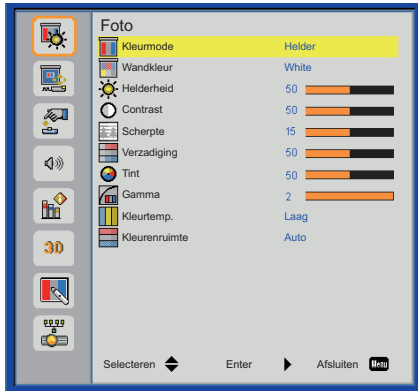 Foto
Kleurmode Helder
Wandkleur White
Helderheid 50
Contrast 50
Scherpte 15
Verzadiging 50
Tint 50
Gamma 2
Kleurtemp. Laag
Kleurenruimte Auto
3D
Selecteren Enter Afsluiten Menu